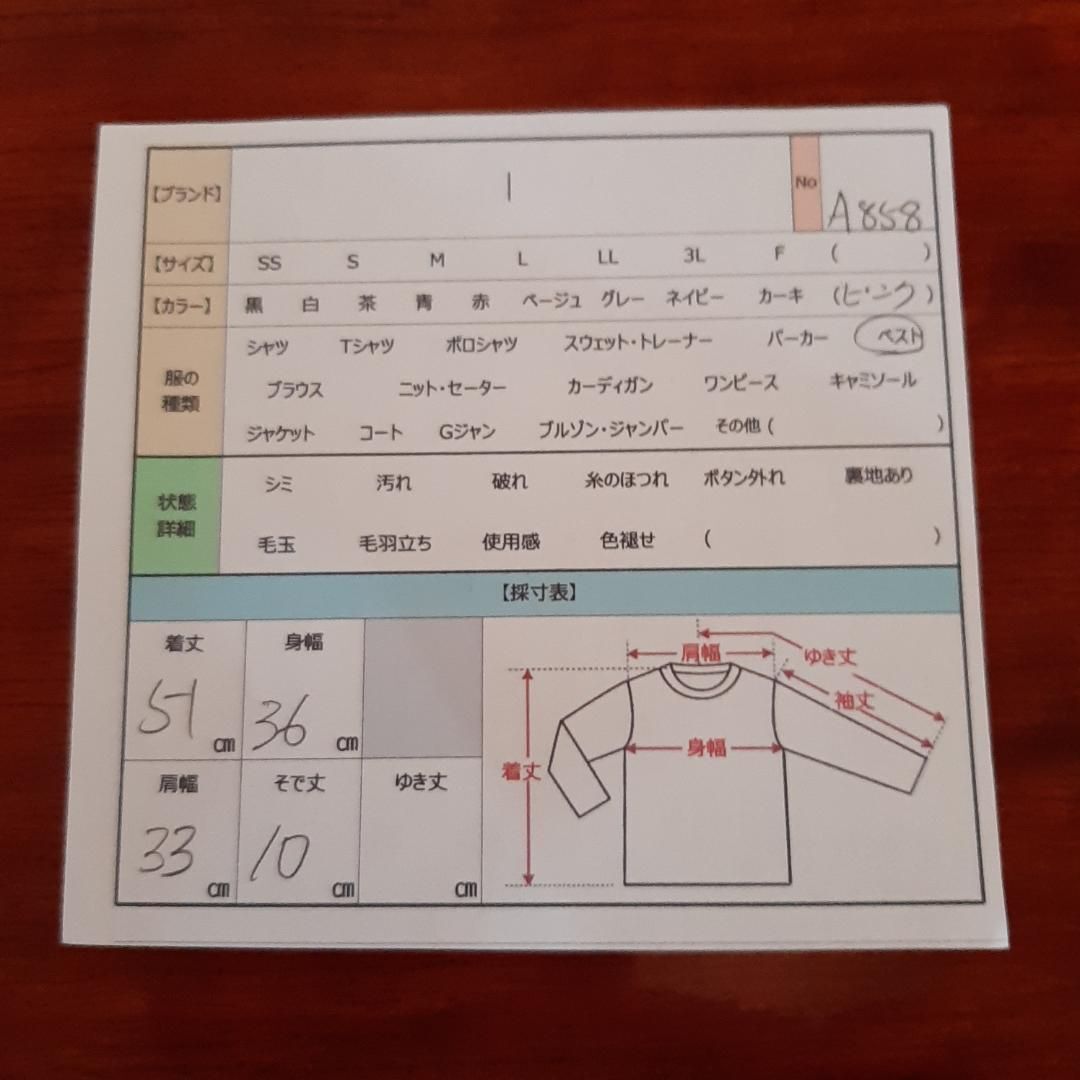 【ブランド】 | No A858
【サイズ】 SS S M L LL 3L F ( )
【カラー】 黒 白 茶 青 赤 ベージュ グレー ネイビー カーキ (ピンク)
服の種類
シャツ Tシャツ ポロシャツ スウェット・トレーナー パーカー ベスト
ブラウス ニット・セーター カーディガン ワンピース キャミソール
ジャケット コート Gジャン ブルゾン・ジャンパー その他 ( )
状態詳細
シミ 汚れ 破れ 糸のほつれ ボタン外れ 裏地あり
毛玉 毛羽立ち 使用感 色褪せ ( )
【採寸表】
着丈 身幅
51 cm 36 cm
肩幅 そで丈 ゆき丈
33 cm 10 cm cm
肩幅
ゆき丈
袖丈
身幅
着丈